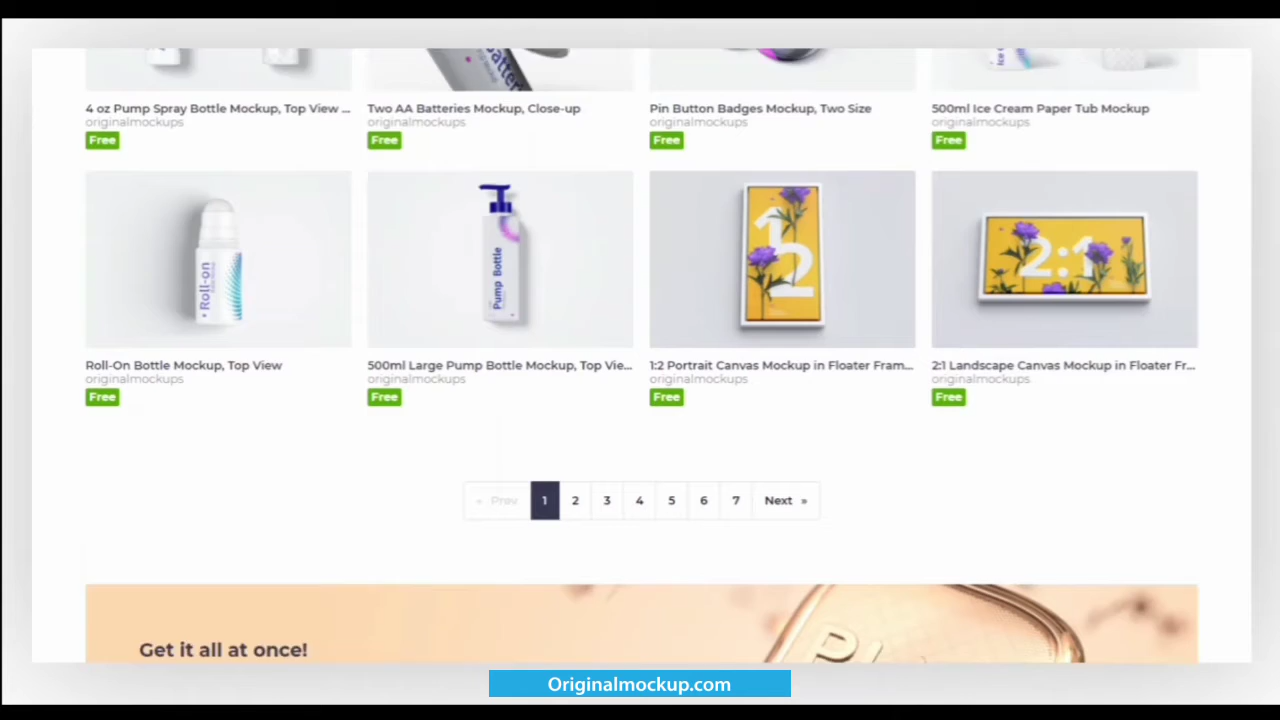 4 oz Pump Spray Bottle Mockup, Top View ...
originalmockups
Free
Two AA Batteries Mockup, Close-up
originalmockups
Free
Pin Button Badges Mockup, Two Size
originalmockups
Free
500ml Ice Cream Paper Tub Mockup
originalmockups
Free
Roll-on
Roll-On Bottle Mockup, Top View
originalmockups
Free
Pump Bottle
500ml Large Pump Bottle Mockup, Top Vie...
originalmockups
Free
1:2
1:2 Portrait Canvas Mockup in Floater Fram...
originalmockups
Free
2:1
2:1 Landscape Canvas Mockup in Floater Fr...
originalmockups
Free
« Prev 1 2 3 4 5 6 7 Next »
Get it all at once!
Originalmockup.com